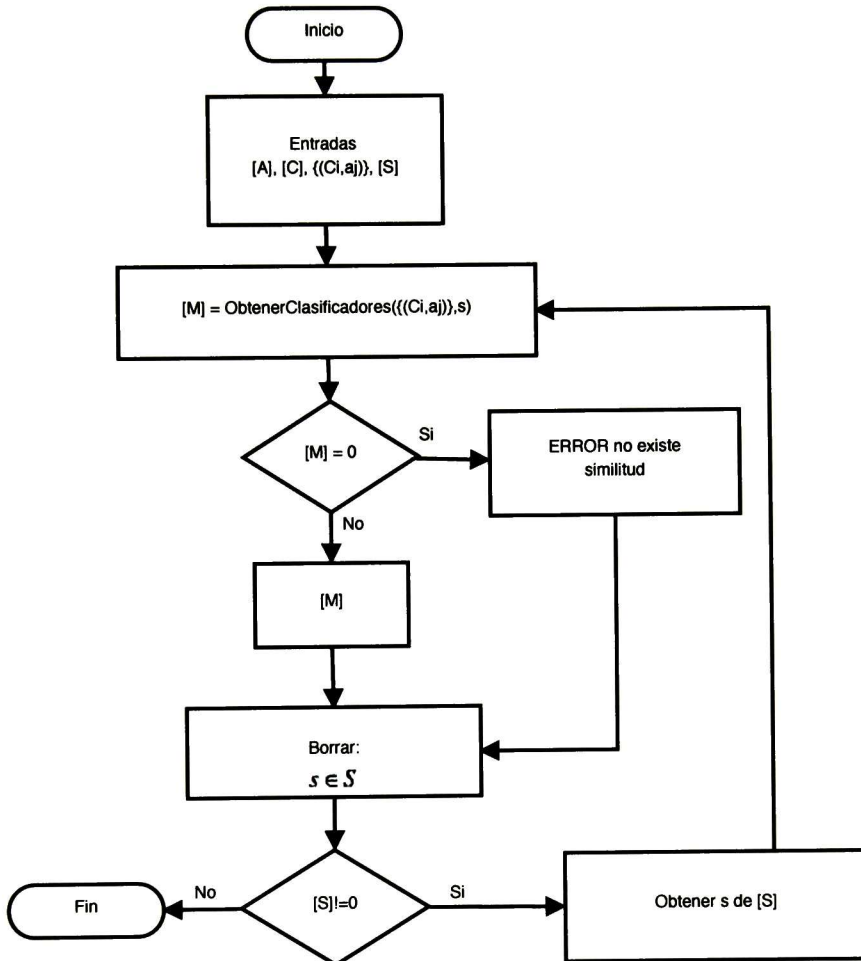 Inicio
Entradas
[A], [C], {(Ci,aj)}, [S]
[M] = ObtenerClasificadores({(Ci,aj)},s)
[M] = 0
Si
ERROR no existe
similitud
No
[M]
Borrar:
s ∈ S
[S]!=0
No
Fin
Si
Obtener s de [S]